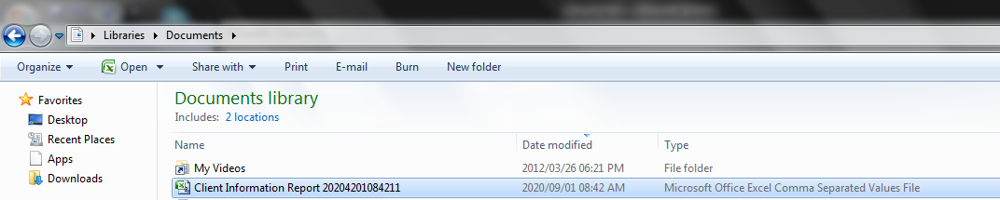 Libraries Documents
Organize Open Share with Print E-mail Burn New folder
Favorites
Desktop
Recent Places
Apps
Downloads
Documents library
Includes: 2 locations
Name Date modified Type
My Videos 2012/03/26 06:21 PM File folder
Client Information Report 20204201084211 2020/09/01 08:42 AM Microsoft Office Excel Comma Separated Values File